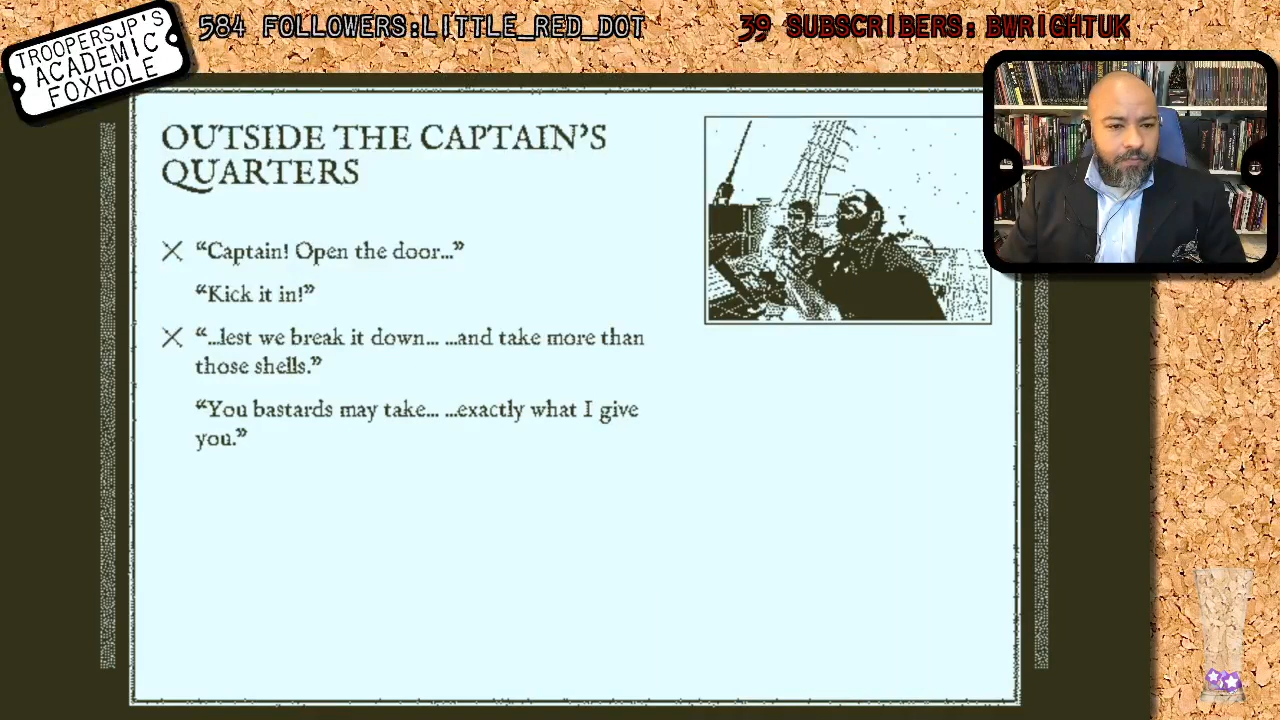 TROOPERSJP'S
ACADEMIC
FOXHOLE
584 FOLLOWERS:LITTLE_RED_DOT
39 SUBSCRIBERS: BWRIGHTUK
OUTSIDE THE CAPTAIN'S
QUARTERS
“Captain! Open the door...”
“Kick it in!”
“...lest we break it down... ...and take more than
those shells.”
“You bastards may take... ...exactly what I give
you.”